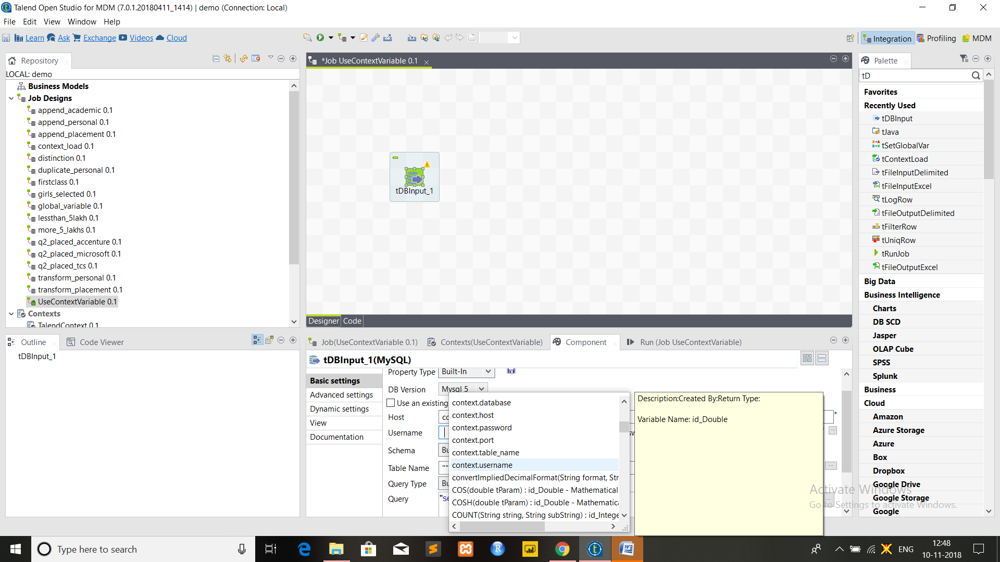 Talend Open Studio for MDM (7.0.1.20180411_1414) | demo (Connection: Local)
File Edit View Window Help
Learn Ask Exchange Videos Cloud
Integration Profiling MDM
Repository
LOCAL: demo
Business Models
Job Designs
append_academic 0.1
append_personal 0.1
append_placement 0.1
context_load 0.1
distinction 0.1
duplicate_personal 0.1
firstclass 0.1
girls_selected 0.1
global_variable 0.1
lessthan_5lakh 0.1
more_5_lakhs 0.1
q2_placed_accenture 0.1
q2_placed_microsoft 0.1
q2_placed_tcs 0.1
transform_personal 0.1
transform_placement 0.1
UseContextVariable 0.1
Contexts
TalendContext 0.1
Outline Code Viewer
tDBInput_1
*Job UseContextVariable 0.1
tDBInput_1
Designer Code
Job(UseContextVariable 0.1) Contexts(UseContextVariable) Component Run (Job UseContextVariable)
tDBInput_1(MySQL)
Basic settings
Advanced settings
Dynamic settings
View
Documentation
Property Type Built-In
DB Version Mysql 5
Use an existing
Host co *
Username
Schema Bu
Table Name ""
Query Type Bu
Query "se
context.database
context.host
context.password
context.port
context.table_name
context.username
convertImpliedDecimalFormat(String format, Str
COS(double tParam) : id_Double - Mathematical
COSH(double tParam) : id_Double - Mathematica
COUNT(String string, String subString) : id_Intege
Description:Created By:Return Type:
Variable Name: id_Double
Palette
tD
Favorites
Recently Used
tDBInput
tJava
tSetGlobalVar
tContextLoad
tFileInputDelimited
tFileInputExcel
tLogRow
tFileOutputDelimited
tFilterRow
tUniqRow
tRunJob
tFileOutputExcel
Big Data
Business Intelligence
Charts
DB SCD
Jasper
OLAP Cube
SPSS
Splunk
Business
Cloud
Amazon
Azure Storage
Azure
Box
Dropbox
Google Drive
Google Storage
Google
Activate Windows
Go to Settings to activate Windows.
Type here to search
ENG
12:48
10-11-2018